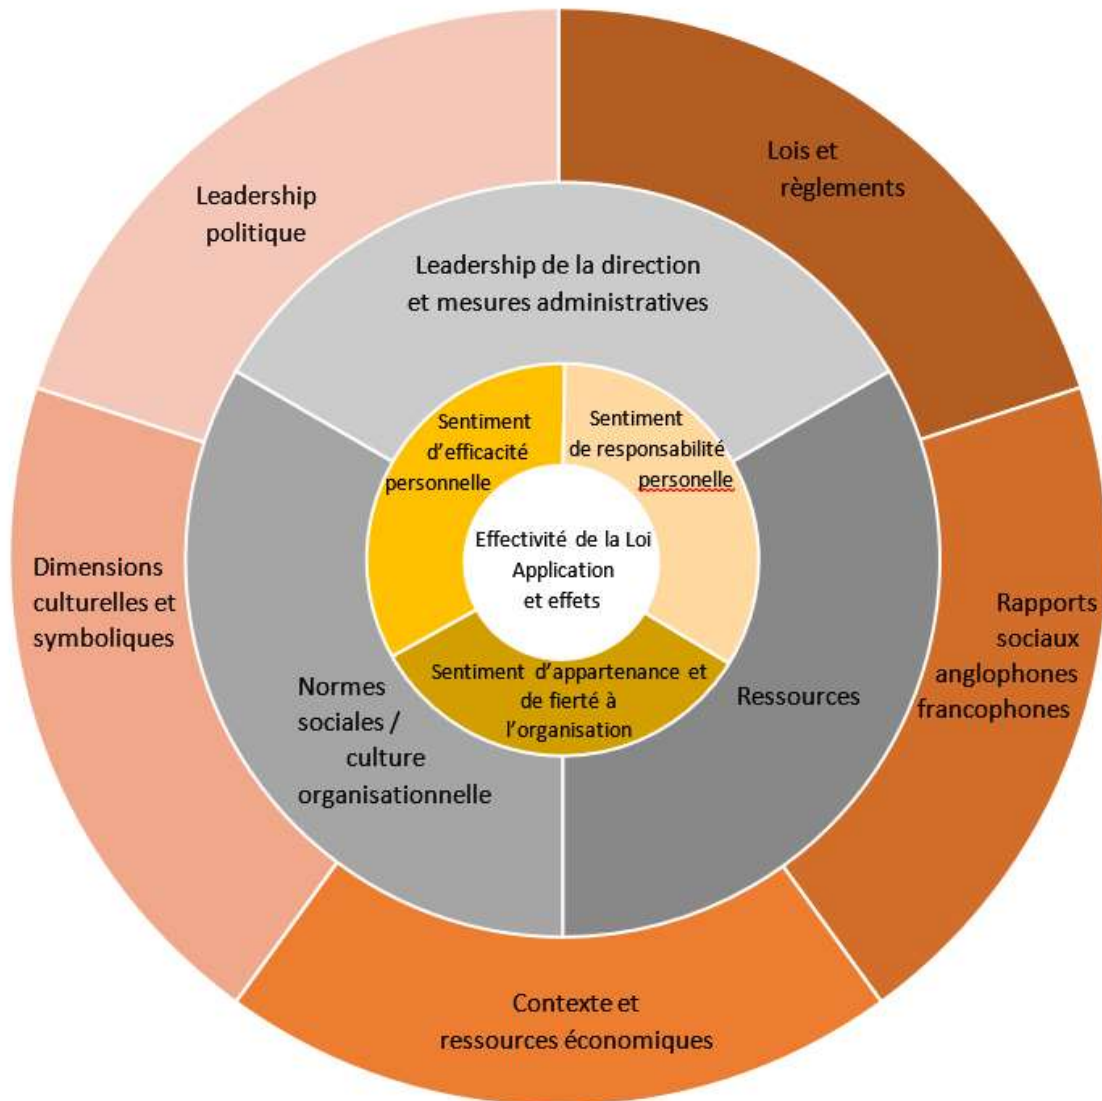 Lois et
règlements
Leadership
politique
Leadership de la direction
et mesures administratives
Sentiment
d'efficacité
personnelle
Sentiment
de responsabilité
personelle
Effectivité de la Loi
Application
et effets
Sentiment d'appartenance et
de fierté à
l'organisation
Dimensions
culturelles et
symboliques
Normes
sociales /
culture
organisationnelle
Ressources
Rapports
sociaux
anglophones
francophones
Contexte et
ressources économiques